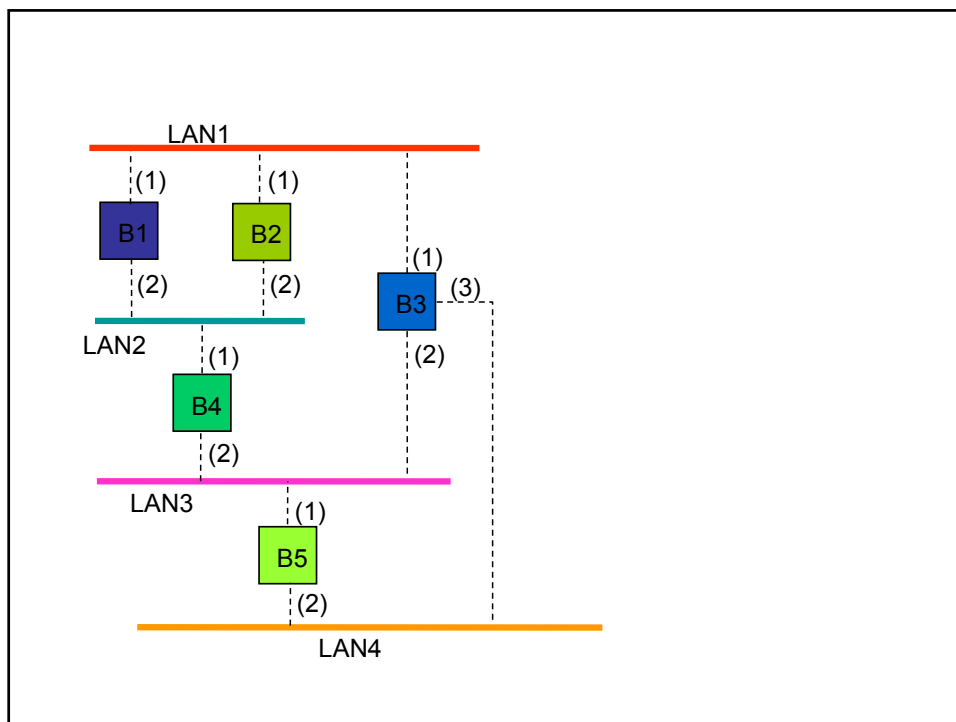 LAN1
(1)
(1)
B1
B2
(1)
(3)
(2)
(2)
B3
LAN2
(1)
(2)
B4
(2)
LAN3
(1)
B5
(2)
LAN4